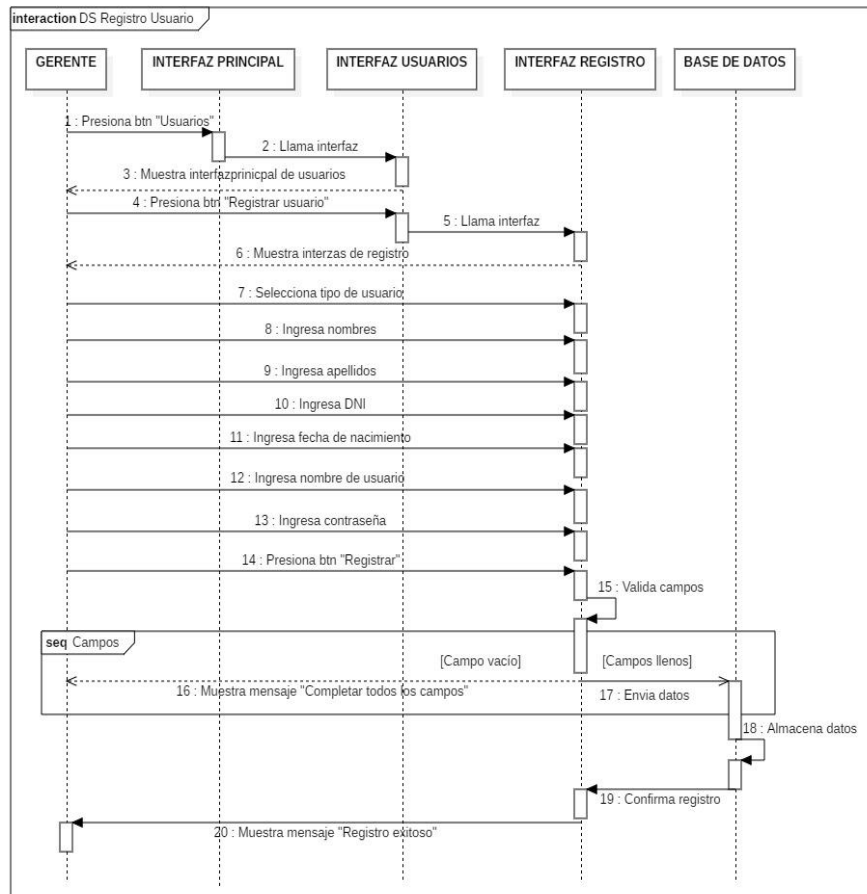 interaction DS Registro Usuario
GERENTE
INTERFAZ PRINCIPAL
INTERFAZ USUARIOS
INTERFAZ REGISTRO
BASE DE DATOS
1 : Presiona btn "Usuarios"
2 : Llama interfaz
3 : Muestra interfazprinicpal de usuarios
4 : Presiona btn "Registrar usuario"
5 : Llama interfaz
6 : Muestra interzas de registro
7 : Selecciona tipo de usuario
8 : Ingresa nombres
9 : Ingresa apellidos
10 : Ingresa DNI
11 : Ingresa fecha de nacimiento
12 : Ingresa nombre de usuario
13 : Ingresa contraseña
14 : Presiona btn "Registrar"
15 : Valida campos
seq Campos
[Campo vacío]
[Campos llenos]
16 : Muestra mensaje "Completar todos los campos"
17 : Envia datos
18 : Almacena datos
19 : Confirma registro
20 : Muestra mensaje "Registro exitoso"